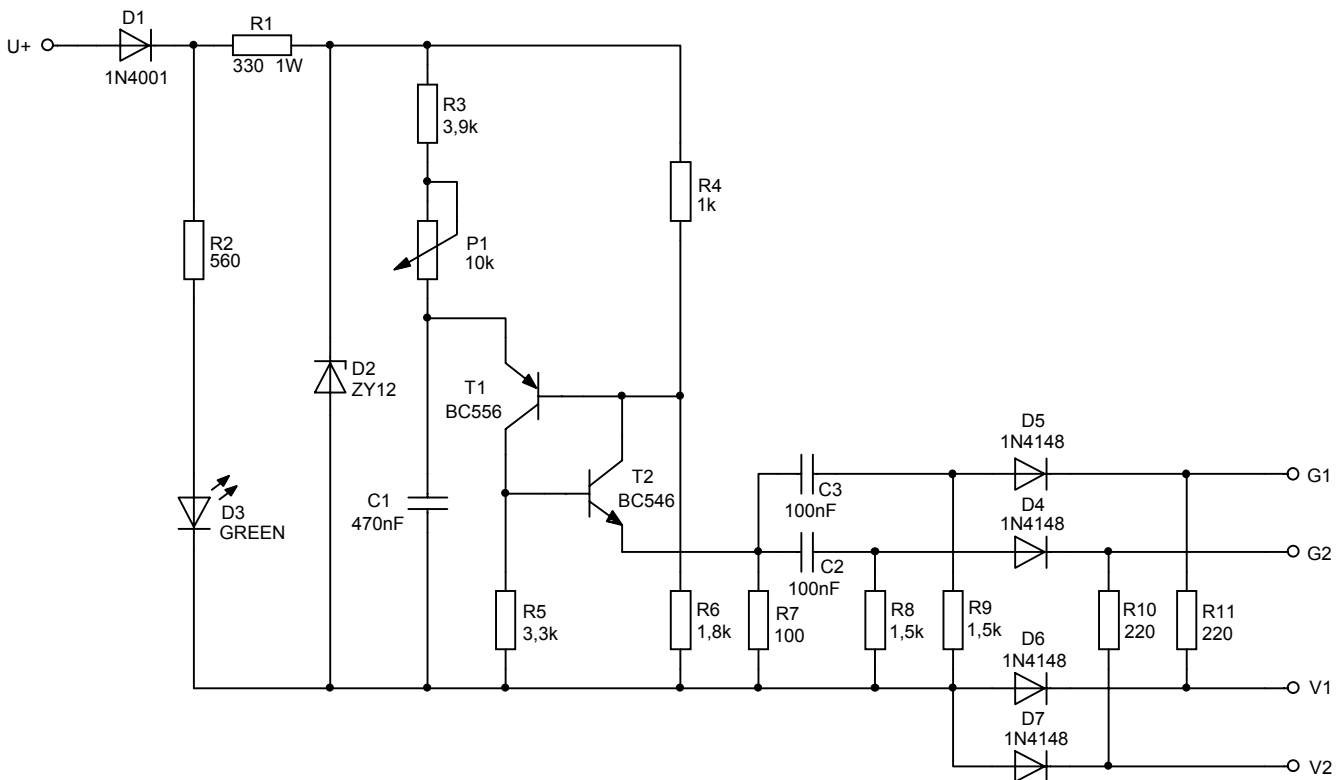 D1
U+
1N4001
R1
330 1W
R3
3,9k
R4
1k
R2
560
P1
10k
D2
ZY12
T1
BC556
D3
GREEN
C1
470nF
T2
BC546
C3
100nF
C2
100nF
D5
1N4148
D4
1N4148
G1
G2
R5
3,3k
R6
1,8k
R7
100
R8
1,5k
R9
1,5k
R10
220
R11
220
D6
1N4148
V1
D7
1N4148
V2